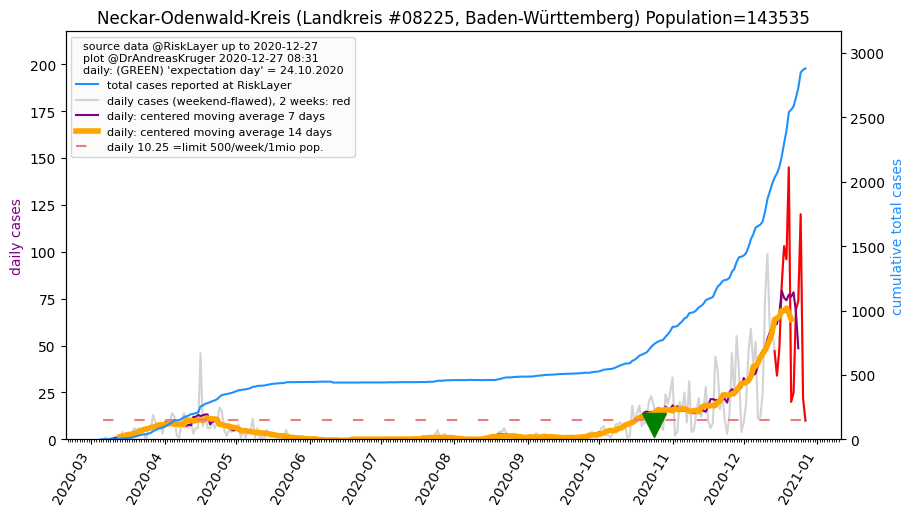 Neckar-Odenwald-Kreis (Landkreis #08225, Baden-Württemberg) Population=143535
source data @RiskLayer up to 2020-12-27
plot @DrAndreasKruger 2020-12-27 08:31
daily: (GREEN) 'expectation day' = 24.10.2020
total cases reported at RiskLayer
daily cases (weekend-flawed), 2 weeks: red
daily: centered moving average 7 days
daily: centered moving average 14 days
daily 10.25 =limit 500/week/1mio pop.
daily cases
200
175
150
125
100
75
50
25
0
cumulative total cases
3000
2500
2000
1500
1000
500
0
2020-03
2020-04
2020-05
2020-06
2020-07
2020-08
2020-09
2020-10
2020-11
2020-12
2021-01